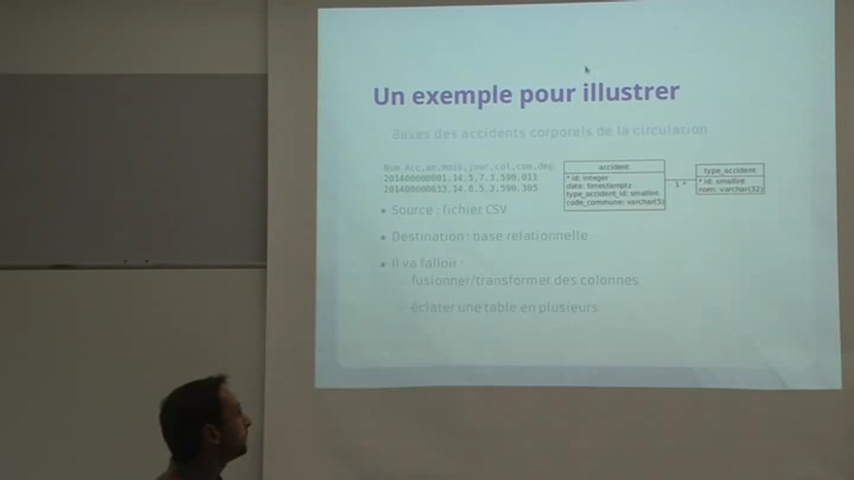 Un exemple pour illustrer
Bases des accidents corporels de la circulation
Num_Acc,an,mois,jour,col,com,dep
201400000001,14,5,7,3,590,011
201400000033,14,6,5,3,590,305
accident
* id: integer
date: timestamptz
type_accident_id: smallint
code_commune: varchar(5)
1 *
type_accident
* id: smallint
nom: varchar(32)
• Source : fichier CSV
• Destination : base relationnelle
• Il va falloir :
– fusionner/transformer des colonnes
– éclater une table en plusieurs